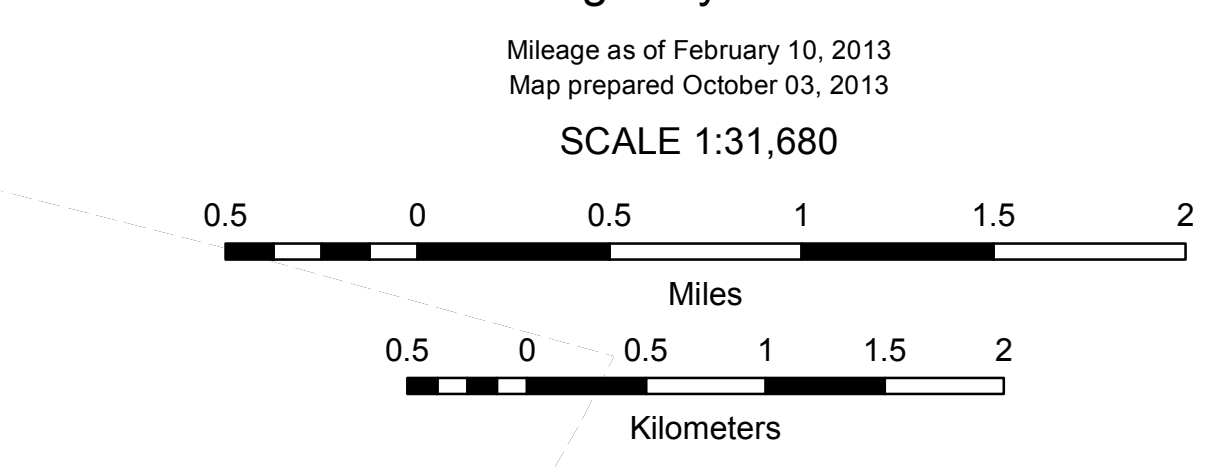 Mileage as of February 10, 2013
Map prepared October 03, 2013
SCALE 1:31,680
0.5 0 0.5 1 1.5 2
Miles
0.5 0 0.5 1 1.5 2
Kilometers